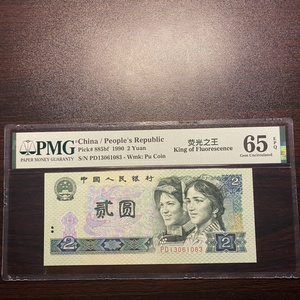 PMG
PAPER MONEY GUARANTY
China / People's Republic
Pick# 885bf 1990 2 Yuan
S/N PD13061083 - Wmk: Pu Coin
荧光之王
King of Fluorescence
65 EPQ
Gem Uncirculated
中国人民银行
贰圆
2
2
PD13061083